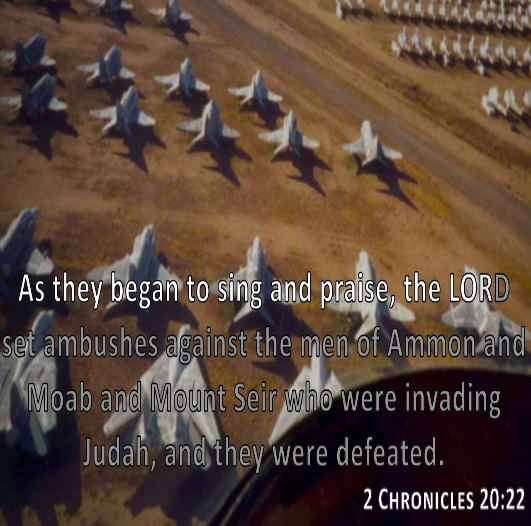 As they began to sing and praise, the LORD
set ambushes against the men of Ammon and
Moab and Mount Seir who were invading
Judah, and they were defeated.
2 CHRONICLES 20:22